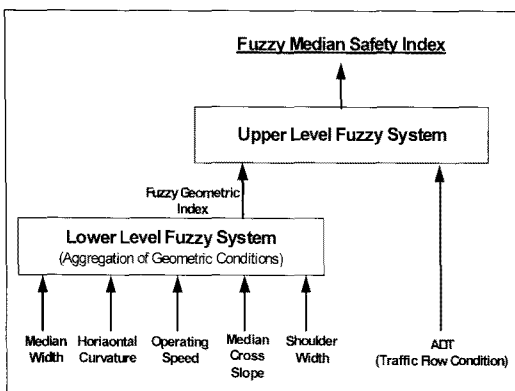 Fuzzy Median Safety Index
Upper Level Fuzzy System
Fuzzy Geometric
Index
Lower Level Fuzzy System
(Aggregation of Geometric Conditions)
Median
Width
Horiaontal
Curvature
Operating
Speed
Median
Cross
Slope
Shoulder
Width
ADT
(Traffic Flow Condition)